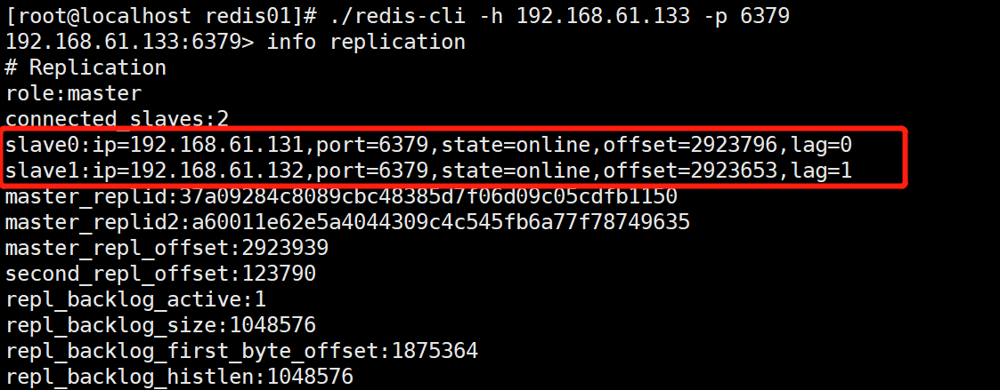 [root@localhost redis01]# ./redis-cli -h 192.168.61.133 -p 6379
192.168.61.133:6379> info replication
# Replication
role:master
connected_slaves:2
slave0:ip=192.168.61.131,port=6379,state=online,offset=2923796,lag=0
slave1:ip=192.168.61.132,port=6379,state=online,offset=2923653,lag=1
master_replid:37a09284c8089cbc48385d7f06d09c05cdfb1150
master_replid2:a60011e62e5a4044309c4c545fb6a77f78749635
master_repl_offset:2923939
second_repl_offset:123790
repl_backlog_active:1
repl_backlog_size:1048576
repl_backlog_first_byte_offset:1875364
repl_backlog_histlen:1048576